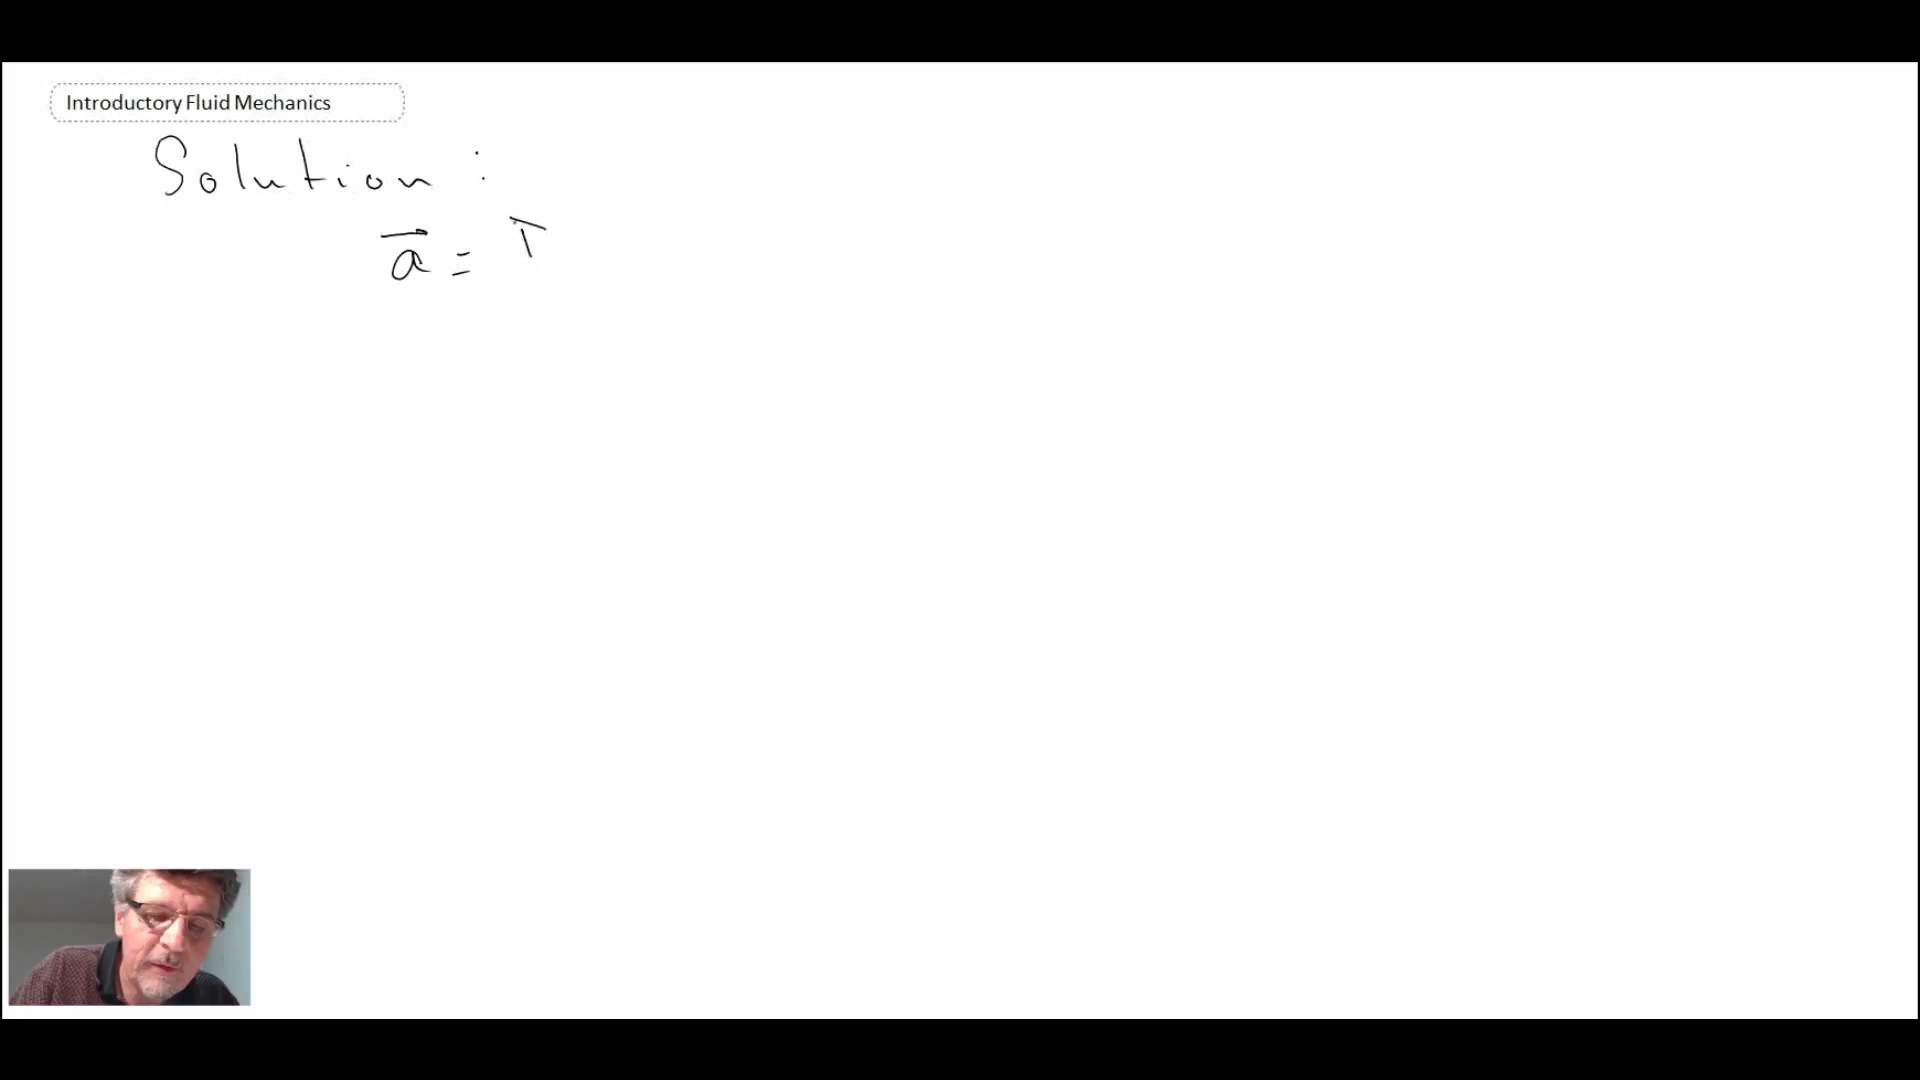 Introductory Fluid Mechanics
Solution :
a⃗ =